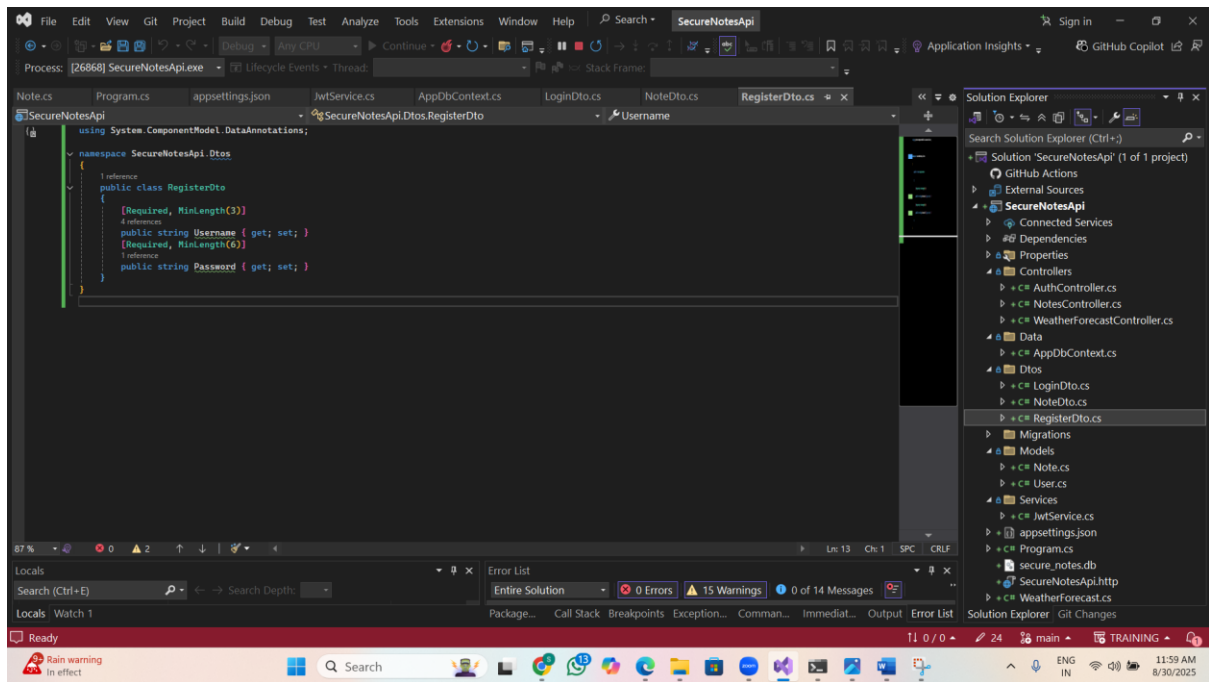 File Edit View Git Project Build Debug Test Analyze Tools Extensions Window Help Search SecureNotesApi Sign in
Debug Any CPU Continue Application Insights GitHub Copilot
Process: [26868] SecureNotesApi.exe Lifecycle Events Thread: Stack Frame:
Note.cs Program.cs appsettings.json JwtService.cs AppDbContext.cs LoginDto.cs NoteDto.cs RegisterDto.cs
SecureNotesApi SecureNotesApi.Dtos.RegisterDto Username
using System.ComponentModel.DataAnnotations;
namespace SecureNotesApi.Dtos
{
1 reference
public class RegisterDto
{
[Required, MinLength(3)]
4 references
public string Username { get; set; }
[Required, MinLength(6)]
1 reference
public string Password { get; set; }
}
}
87 % 0 2 Ln: 13 Ch: 1 SPC CRLF
Locals
Search (Ctrl+E) Search Depth:
Locals Watch 1
Error List
Entire Solution 0 Errors 15 Warnings 0 of 14 Messages
Package... Call Stack Breakpoints Exception... Comman... Immediat... Output Error List
Solution Explorer
Search Solution Explorer (Ctrl+;)
Solution 'SecureNotesApi' (1 of 1 project)
GitHub Actions
External Sources
SecureNotesApi
Connected Services
Dependencies
Properties
Controllers
C# AuthController.cs
C# NotesController.cs
C# WeatherForecastController.cs
Data
C# AppDbContext.cs
Dtos
C# LoginDto.cs
C# NoteDto.cs
C# RegisterDto.cs
Migrations
Models
C# Note.cs
C# User.cs
Services
C# JwtService.cs
appsettings.json
C# Program.cs
secure_notes.db
SecureNotesApi.http
C# WeatherForecast.cs
Solution Explorer Git Changes
Ready 0 / 0 24 main TRAINING 1
9+ Rain warning
In effect
Search
13
ENG
IN
11:59 AM
8/30/2025